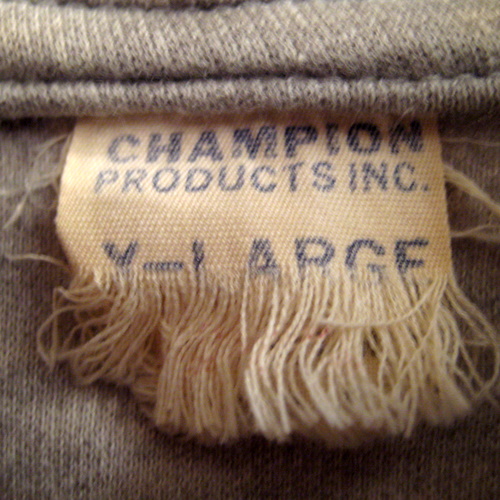 CHAMPION
PRODUCTS INC.
X-LARGE